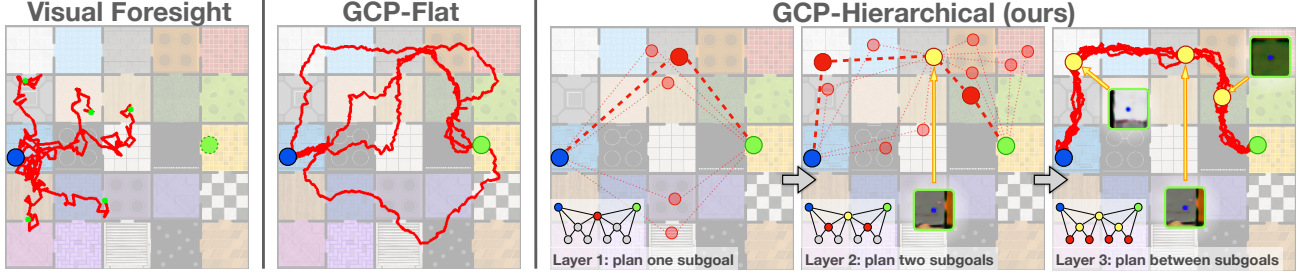 Visual Foresight
GCP-Flat
GCP-Hierarchical (ours)
Layer 1: plan one subgoal
Layer 2: plan two subgoals
Layer 3: plan between subgoals